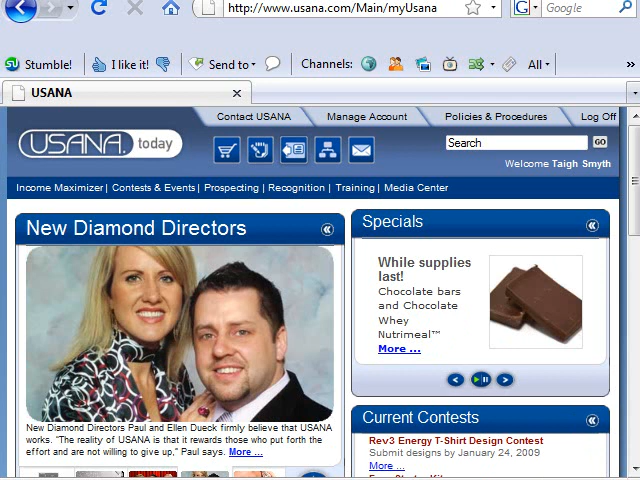 http://www.usana.com/Main/myUsana
Google
Stumble! I like it! Send to Channels: All »
USANA
Contact USANA Manage Account Policies & Procedures Log Off
USANA. today
Search GO
Welcome Taigh Smyth
Income Maximizer | Contests & Events | Prospecting | Recognition | Training | Media Center
New Diamond Directors
New Diamond Directors Paul and Ellen Dueck firmly believe that USANA
works. “The reality of USANA is that it rewards those who put forth the
effort and are not willing to give up,” Paul says. More ...
Specials
While supplies
last!
Chocolate bars
and Chocolate
Whey
Nutrimeal™
More ...
Current Contests
Rev3 Energy T-Shirt Design Contest
Submit designs by January 24, 2009
More ...